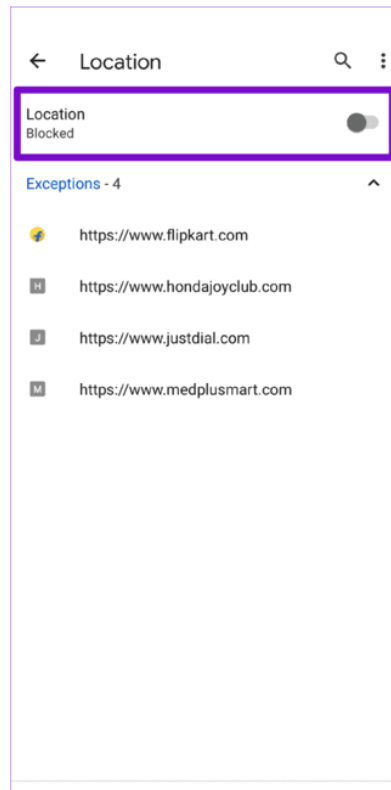 Location
Location
Blocked
Exceptions - 4
https://www.flipkart.com
H https://www.hondajoyclub.com
J https://www.justdial.com
M https://www.medplusmart.com